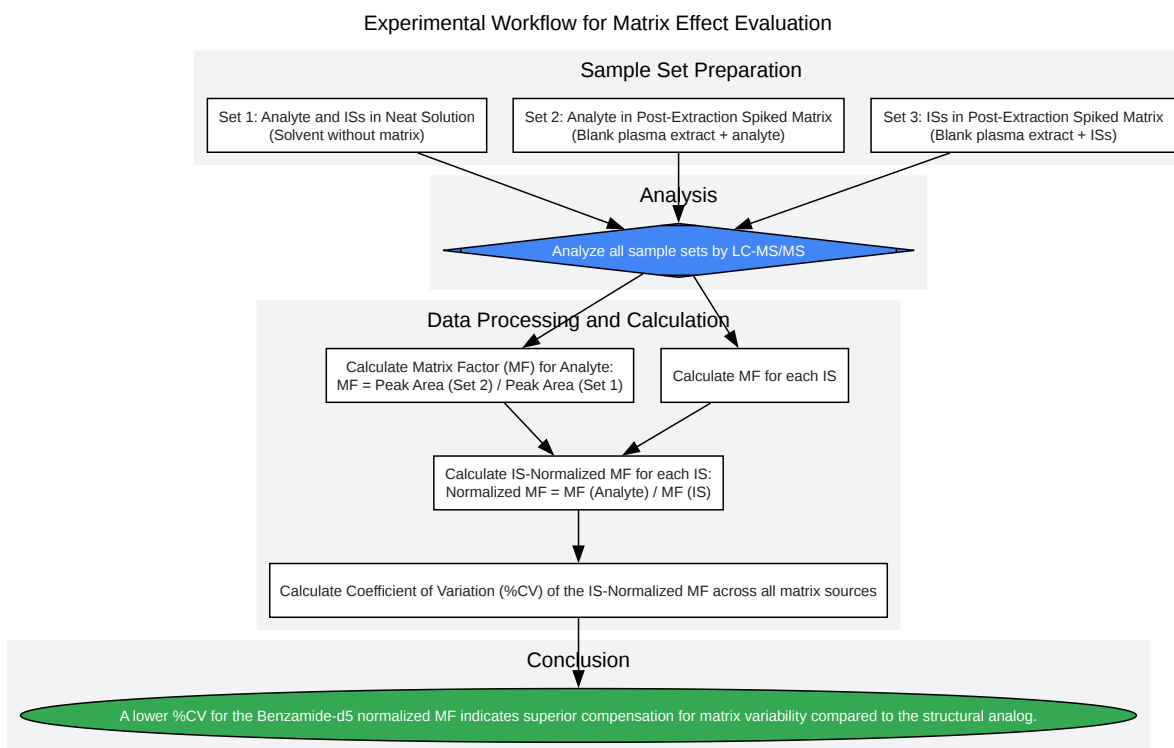 Experimental Workflow for Matrix Effect Evaluation
Sample Set Preparation
Set 1: Analyte and ISs in Neat Solution
(Solvent without matrix)
Set 2: Analyte in Post-Extraction Spiked Matrix
(Blank plasma extract + analyte)
Set 3: ISs in Post-Extraction Spiked Matrix
(Blank plasma extract + ISs)
Analysis
Analyze all sample sets by LC-MS/MS
Data Processing and Calculation
Calculate Matrix Factor (MF) for Analyte:
MF = Peak Area (Set 2) / Peak Area (Set 1)
Calculate MF for each IS
Calculate IS-Normalized MF for each IS:
Normalized MF = MF (Analyte) / MF (IS)
Calculate Coefficient of Variation (%CV) of the IS-Normalized MF across all matrix sources
Conclusion
A lower %CV for the Benzamide-d5 normalized MF indicates superior compensation for matrix variability compared to the structural analog.